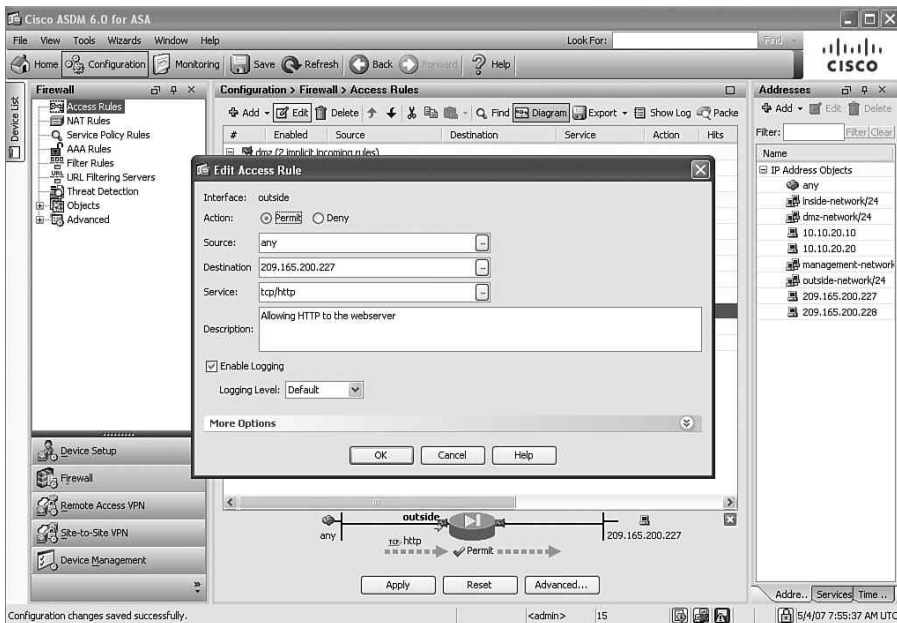 Cisco ASDM 6.0 for ASA
File View Tools Wizards Window Help Look For: Find
Home Configuration Monitoring Save Refresh Back Forward Help
CISCO
Device List
Firewall
Access Rules
NAT Rules
Service Policy Rules
AAA Rules
Filter Rules
URL Filtering Servers
Threat Detection
Objects
Advanced
Device Setup
Firewall
Remote Access VPN
Site-to-Site VPN
Device Management
Configuration > Firewall > Access Rules
Add Edit Delete Find Diagram Export Show Log Packe
# Enabled Source Destination Service Action Hits
dmz (2 implicit incoming rules)
Edit Access Rule
Interface: outside
Action: Permit Deny
Source: any
Destination 209.165.200.227
Service: tcp/http
Description: Allowing HTTP to the webserver
Enable Logging
Logging Level: Default
More Options
OK Cancel Help
outside
any
TCP http
Permit
209.165.200.227
Apply Reset Advanced...
Addresses
Add Edit Delete
Filter: Filter Clear
Name
IP Address Objects
any
inside-network/24
dmz-network/24
10.10.20.10
10.10.20.20
management-network
outside-network/24
209.165.200.227
209.165.200.228
Addre.. Services Time ..
Configuration changes saved successfully. <admin> 15 5/4/07 7:55:37 AM UTC